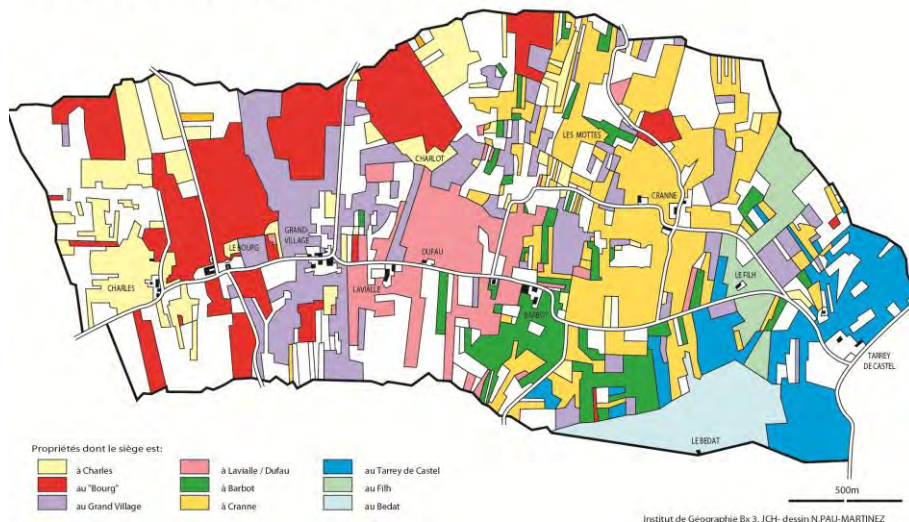 LES MOTTES
CHARLOT
CRANNE
LE BOURG
GRAND-
VILLAGE
DUFAU
CHARLES
LAVIALLE
LE FILH
BARBOT
TARREY
DE CASTEL
LE BEDAT
Propriétés dont le siège est:
à Charles
au "Bourg"
au Grand Village
à Lavialle / Dufau
à Barbot
à Cranne
au Tarrey de Castel
au Filh
au Bedat
500m
Institut de Géographie Bx 3, JCH- dessin N.PAU-MARTINEZ